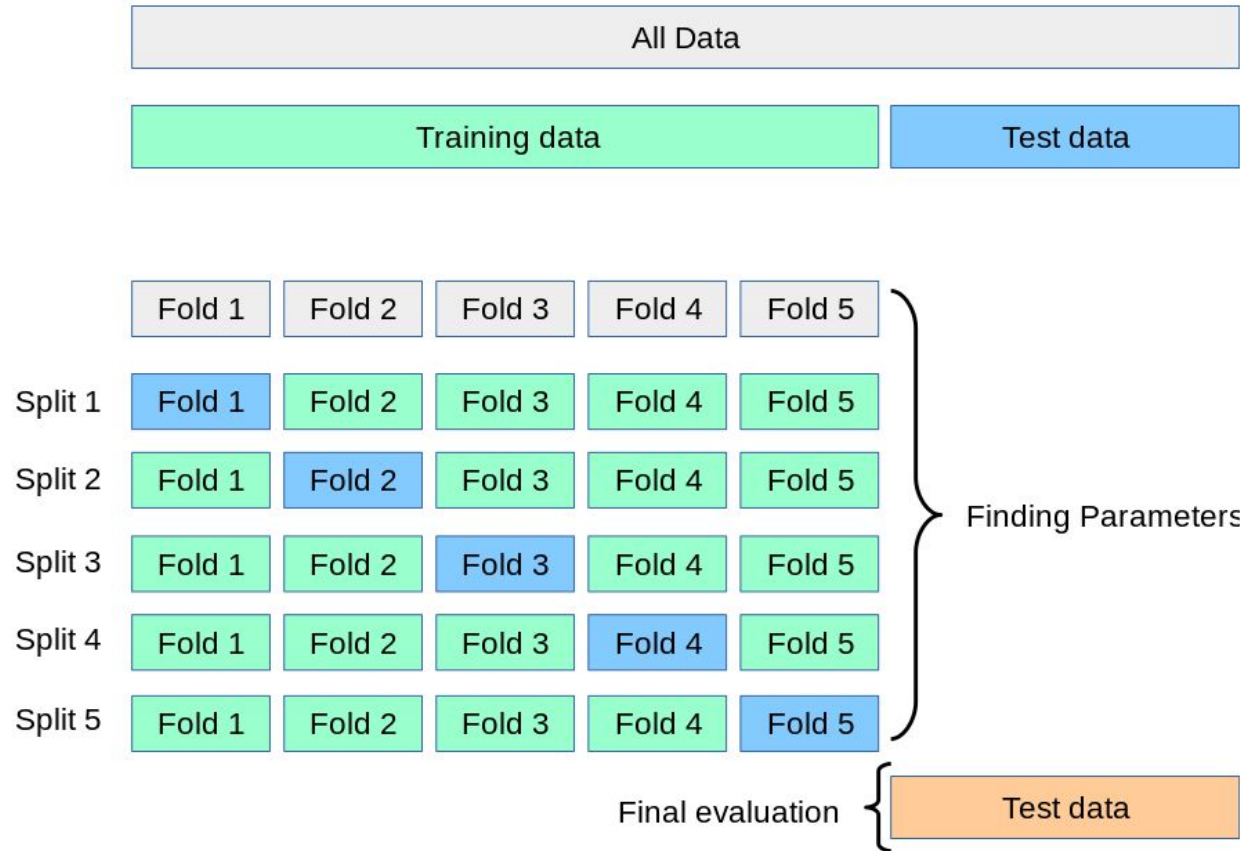 All Data
Training data Test data
Fold 1 Fold 2 Fold 3 Fold 4 Fold 5
Split 1 Fold 1 Fold 2 Fold 3 Fold 4 Fold 5
Split 2 Fold 1 Fold 2 Fold 3 Fold 4 Fold 5
Finding Parameters
Split 3 Fold 1 Fold 2 Fold 3 Fold 4 Fold 5
Split 4 Fold 1 Fold 2 Fold 3 Fold 4 Fold 5
Split 5 Fold 1 Fold 2 Fold 3 Fold 4 Fold 5
Final evaluation Test data